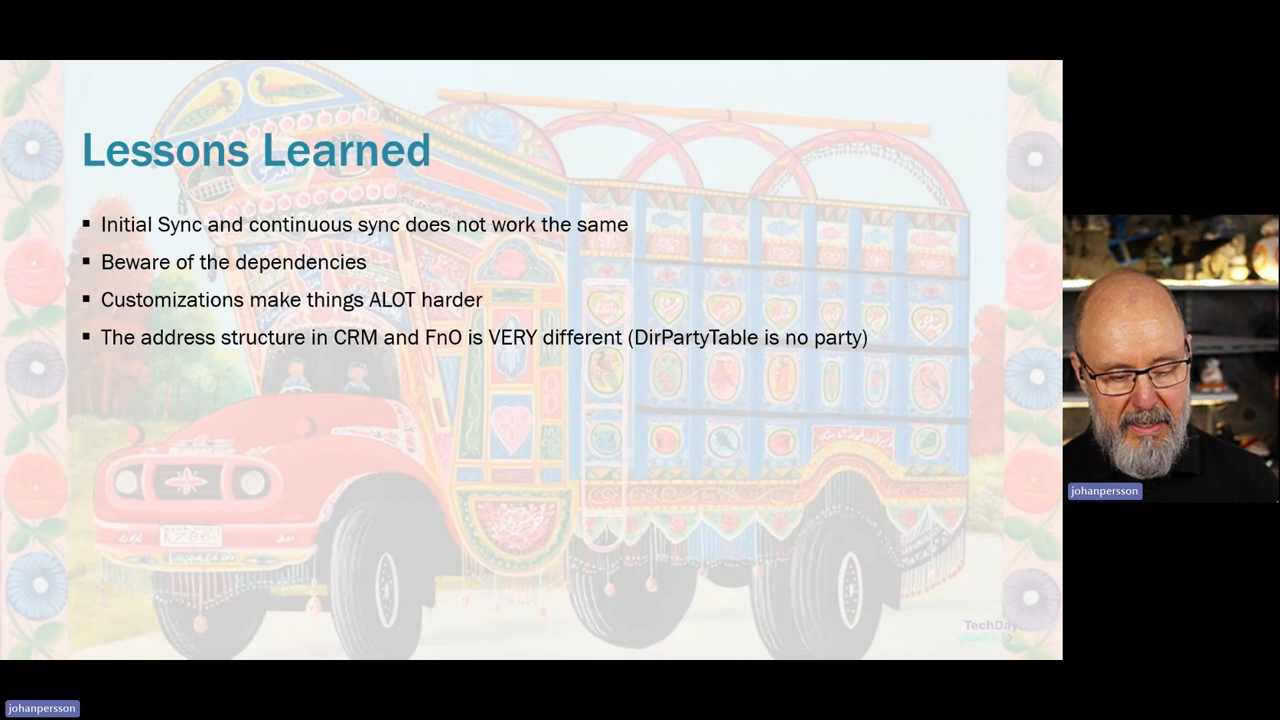 Lessons Learned
▪ Initial Sync and continuous sync does not work the same
▪ Beware of the dependencies
▪ Customizations make things ALOT harder
▪ The address structure in CRM and FnO is VERY different (DirPartyTable is no party)
TechDay
johanpersson
johanpersson